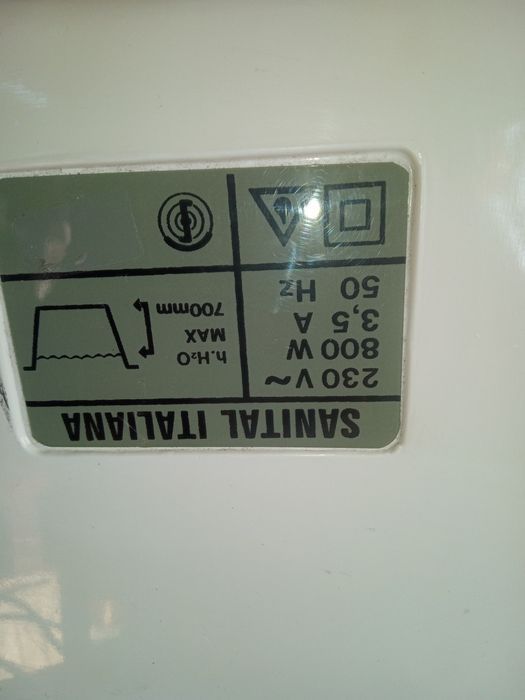 SANITAL ITALIANA
230 V ~
800 W
3,5 A
50 Hz
h.H₂O
MAX
700mm